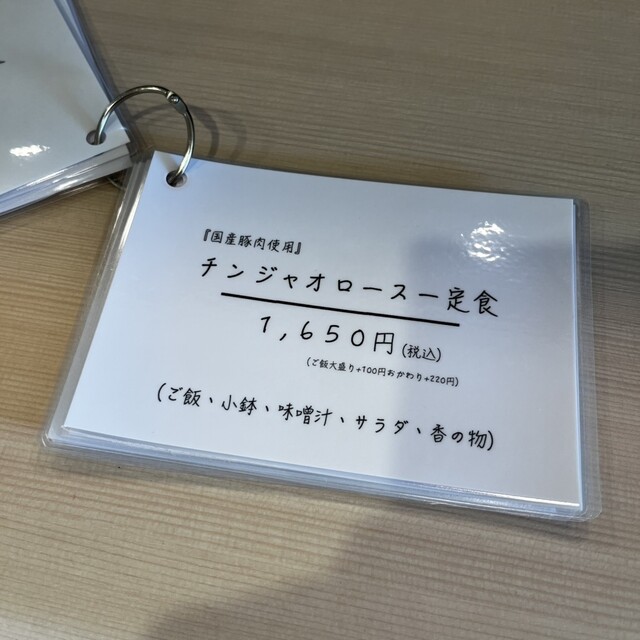 『国産豚肉使用』
チンジャオロース一定食
1,650円(税込)
(ご飯大盛り+100円おかわり+220円)
(ご飯、小鉢、味噌汁、サラダ、香の物)